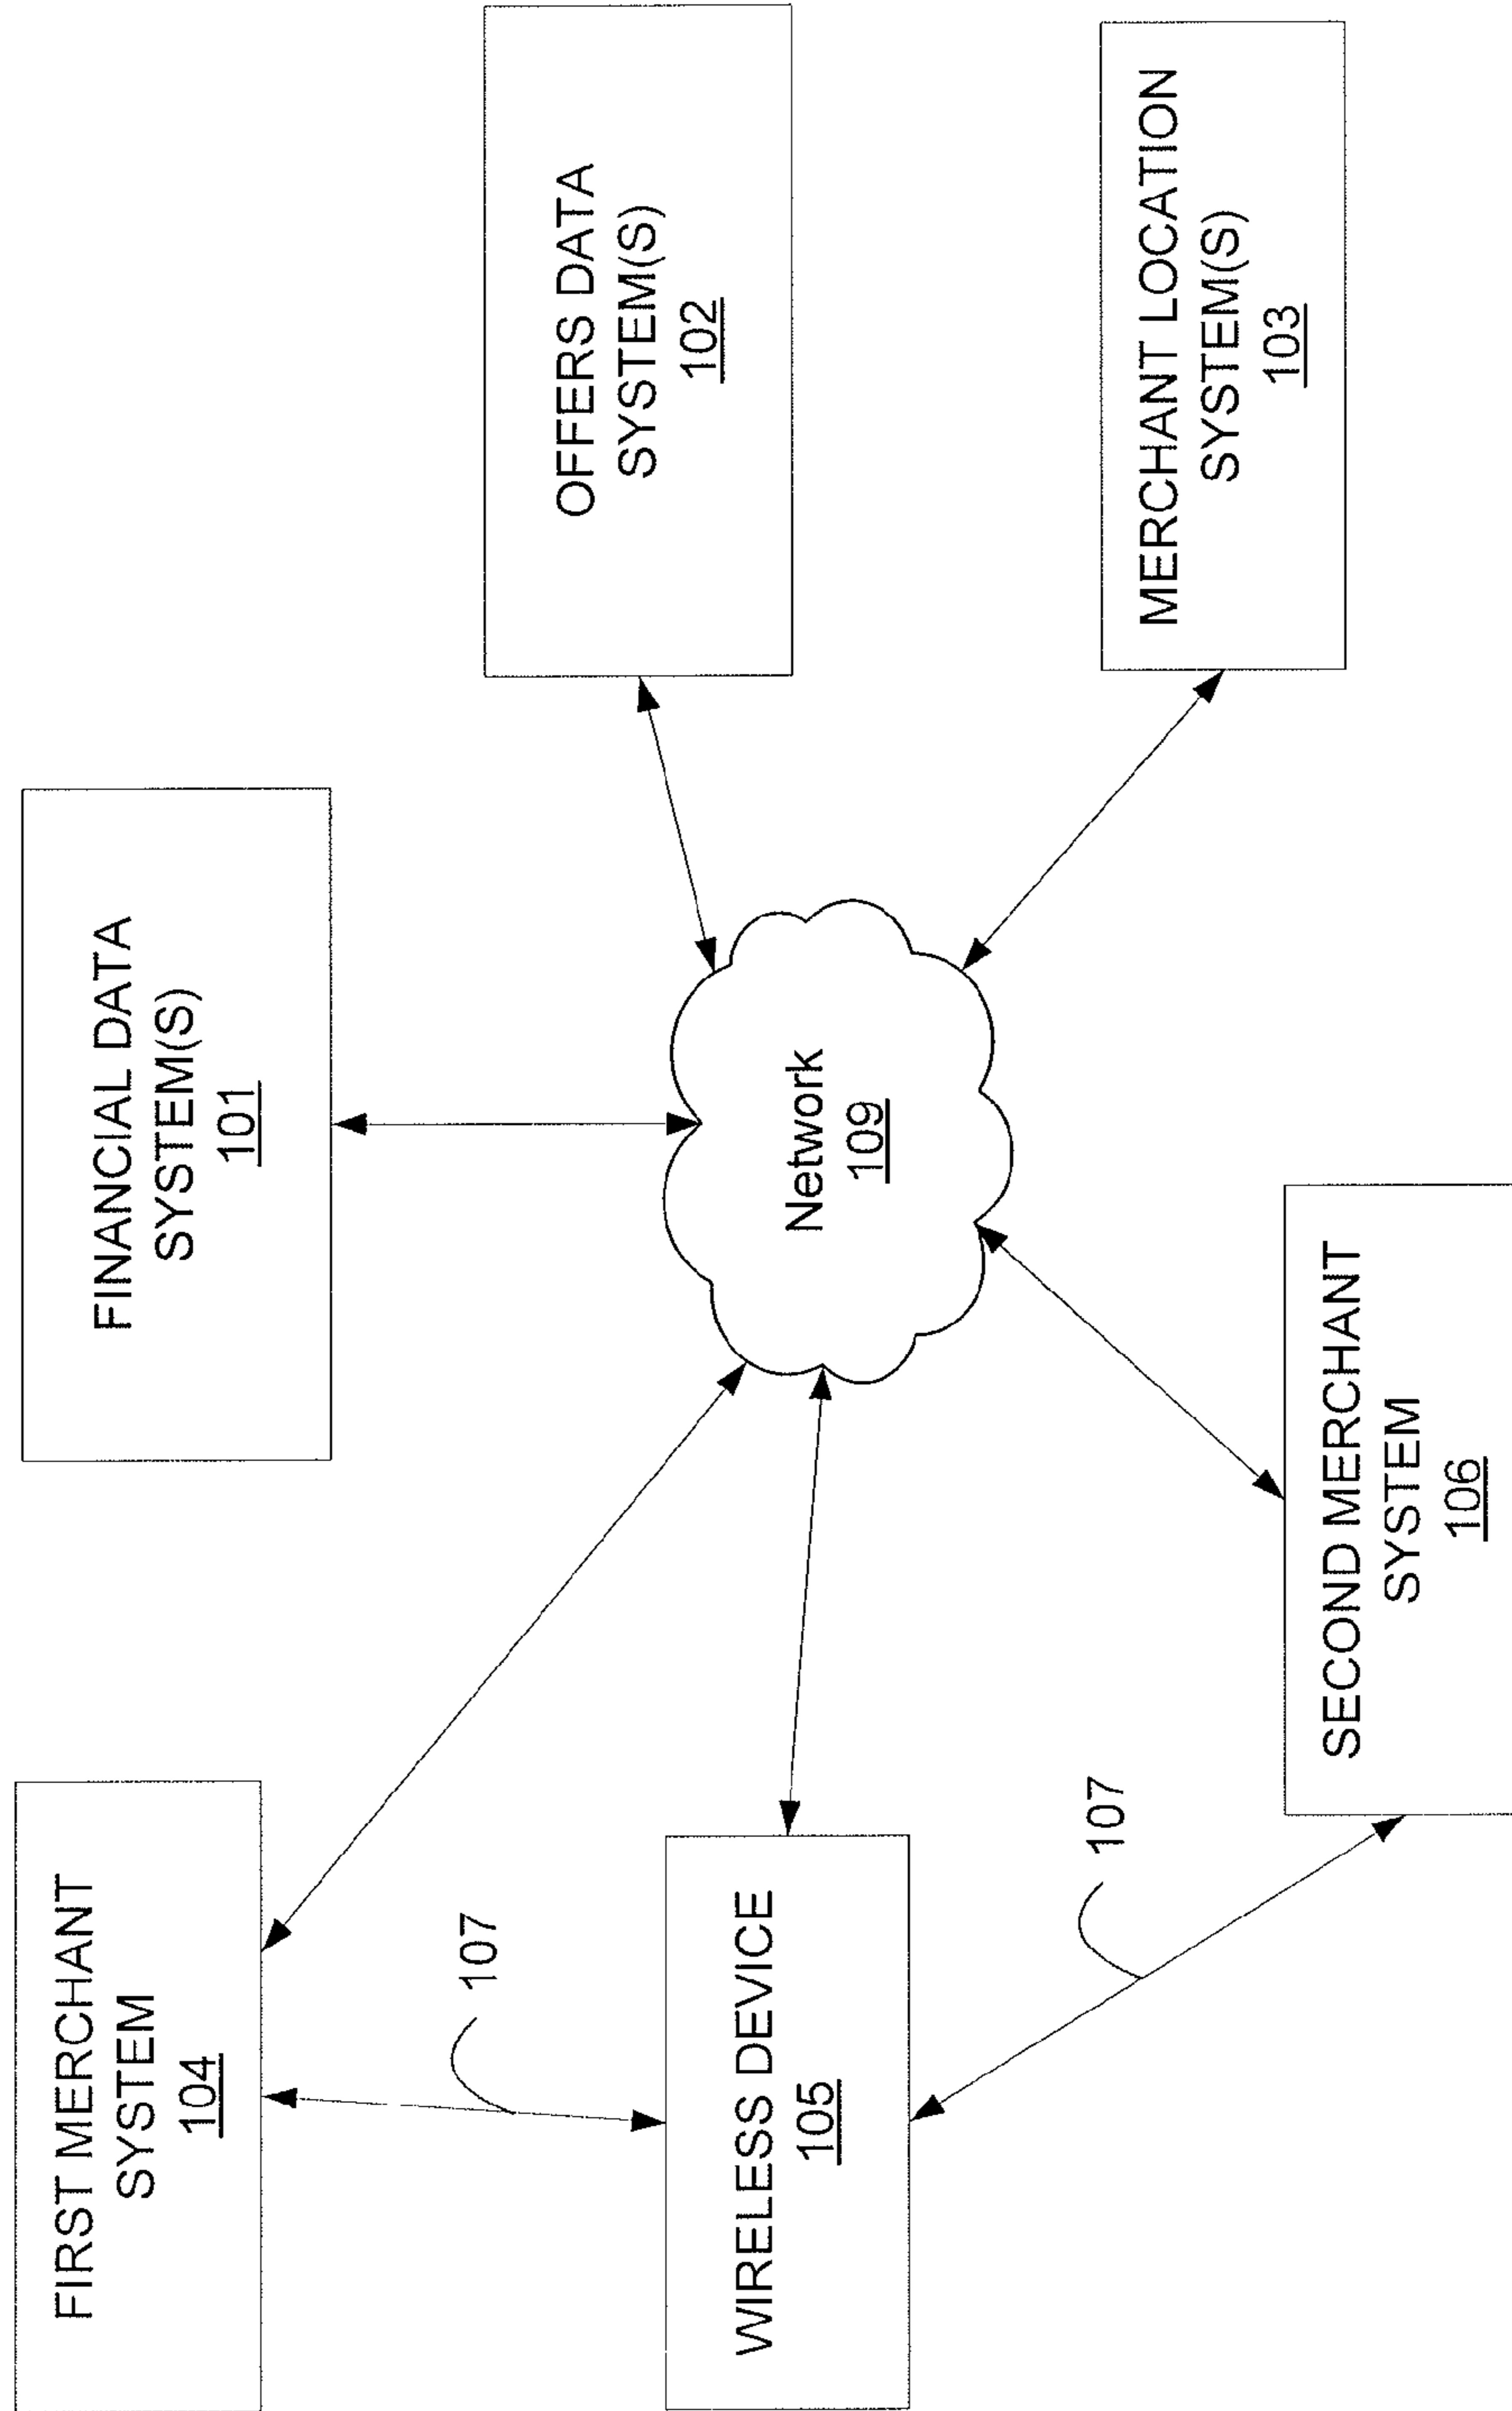 FIRST MERCHANT
SYSTEM
104
FINANCIAL DATA
SYSTEM(S)
101
OFFERS DATA
SYSTEM(S)
102
107
WIRELESS DEVICE
105
Network
109
107
MERCHANT LOCATION
SYSTEM(S)
103
SECOND MERCHANT
SYSTEM
106